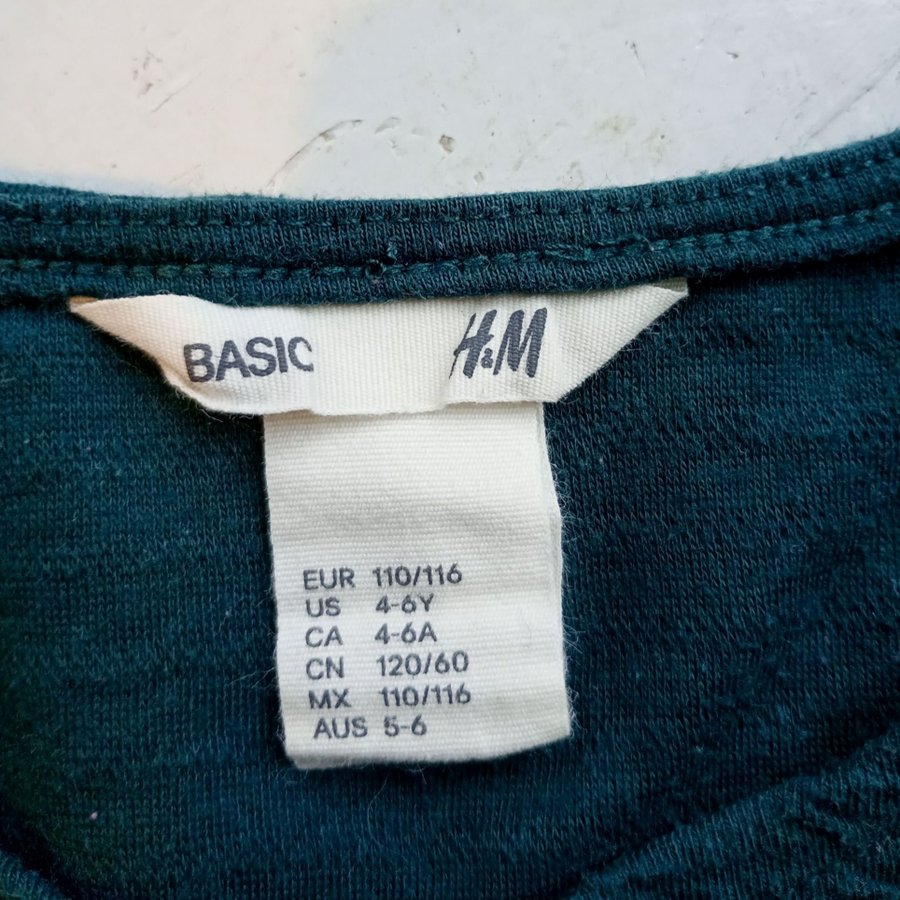 BASIC H&M
EUR 110/116
US 4-6Y
CA 4-6A
CN 120/60
MX 110/116
AUS 5-6